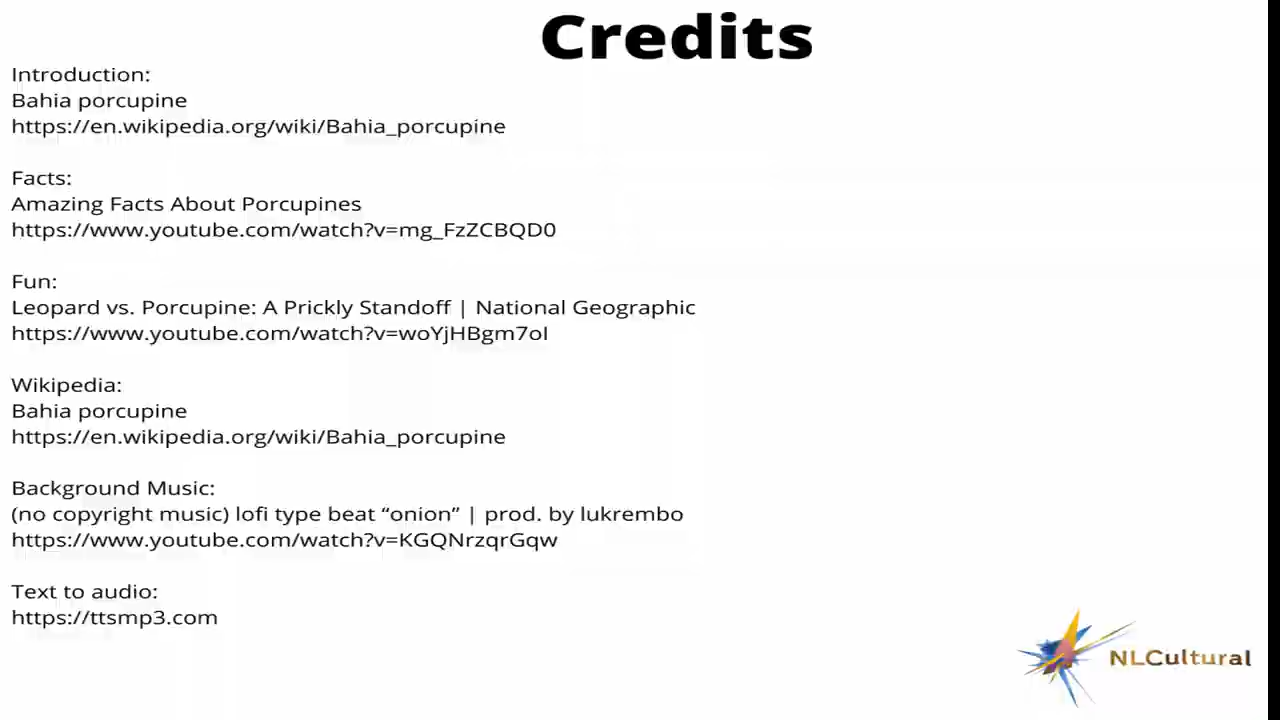 Credits
Introduction:
Bahia porcupine
https://en.wikipedia.org/wiki/Bahia_porcupine
Facts:
Amazing Facts About Porcupines
https://www.youtube.com/watch?v=mg_FzZCBQD0
Fun:
Leopard vs. Porcupine: A Prickly Standoff | National Geographic
https://www.youtube.com/watch?v=woYjHBgm7oI
Wikipedia:
Bahia porcupine
https://en.wikipedia.org/wiki/Bahia_porcupine
Background Music:
(no copyright music) lofi type beat “onion” | prod. by lukrembo
https://www.youtube.com/watch?v=KGQNrzqrGqw
Text to audio:
https://ttsmp3.com
NLCultural